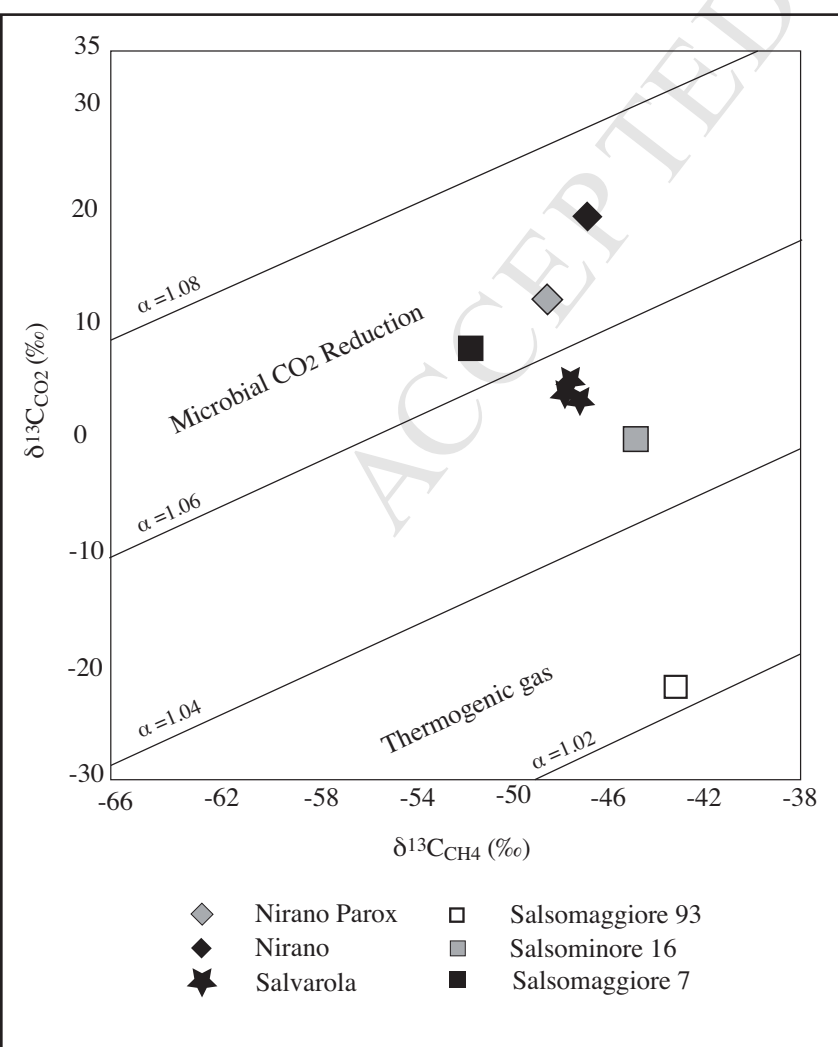 ACCEPTED
35
30
20
10
0
-10
-20
-30
δ13CCO2 (‰)
α =1.08
Microbial CO2 Reduction
α =1.06
α =1.04
Thermogenic gas
α =1.02
-66 -62 -58 -54 -50 -46 -42 -38
δ13CCH4 (‰)
Nirano Parox Salsomaggiore 93
Nirano Salsominore 16
Salvarola Salsomaggiore 7